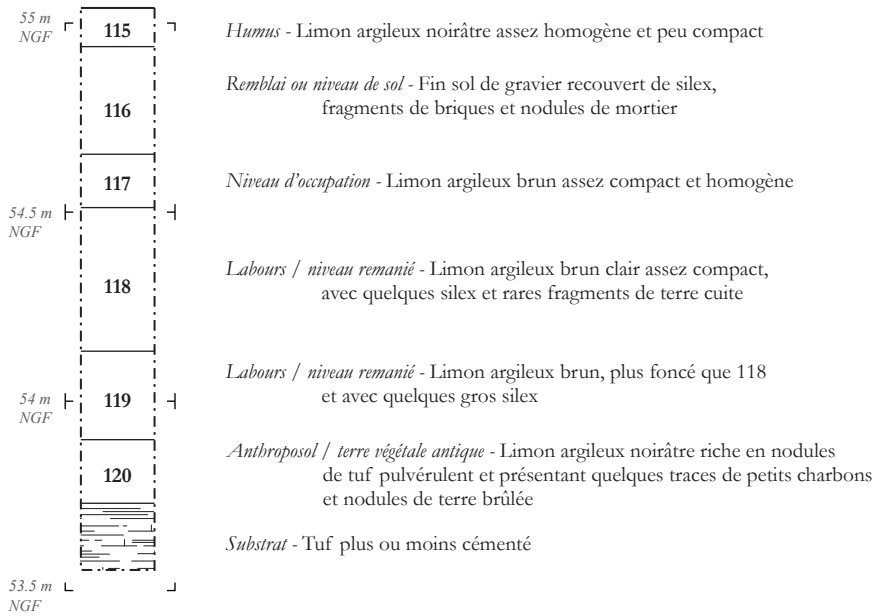 55 m
NGF
115
Humus - Limon argileux noirâtre assez homogène et peu compact
116
Remblai ou niveau de sol - Fin sol de gravier recouvert de silex,
fragments de briques et nodules de mortier
117
Niveau d'occupation - Limon argileux brun assez compact et homogène
54.5 m
NGF
118
Labours / niveau remanié - Limon argileux brun clair assez compact,
avec quelques silex et rares fragments de terre cuite
Labours / niveau remanié - Limon argileux brun, plus foncé que 118
et avec quelques gros silex
54 m
NGF
119
120
Anthroposol / terre végétale antique - Limon argileux noirâtre riche en nodules
de tuf pulvérulent et présentant quelques traces de petits charbons
et nodules de terre brûlée
Substrat - Tuf plus ou moins cémenté
53.5 m
NGF